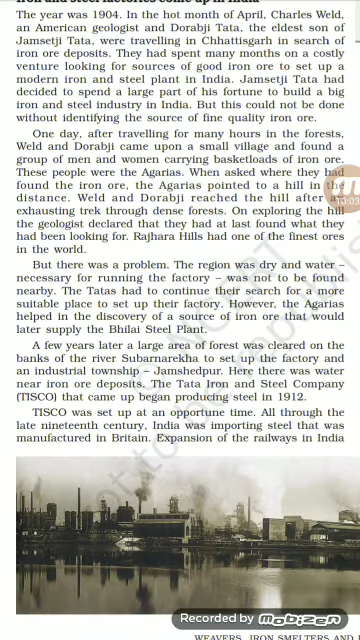 Iron and steel factories come up in India
The year was 1904. In the hot month of April, Charles Weld,
an American geologist and Dorabji Tata, the eldest son of
Jamsetji Tata, were travelling in Chhattisgarh in search of
iron ore deposits. They had spent many months on a costly
venture looking for sources of good iron ore to set up a
modern iron and steel plant in India. Jamsetji Tata had
decided to spend a large part of his fortune to build a big
iron and steel industry in India. But this could not be done
without identifying the source of fine quality iron ore.
One day, after travelling for many hours in the forests,
Weld and Dorabji came upon a small village and found a
group of men and women carrying basketloads of iron ore.
These people were the Agarias. When asked where they had
found the iron ore, the Agarias pointed to a hill in the
distance. Weld and Dorabji reached the hill after
exhausting trek through dense forests. On exploring the hill
the geologist declared that they had at last found what they
had been looking for. Rajhara Hills had one of the finest ores
in the world.
But there was a problem. The region was dry and water –
necessary for running the factory – was not to be found
nearby. The Tatas had to continue their search for a more
suitable place to set up their factory. However, the Agarias
helped in the discovery of a source of iron ore that would
later supply the Bhilai Steel Plant.
A few years later a large area of forest was cleared on the
banks of the river Subarnarekha to set up the factory and
an industrial township – Jamshedpur. Here there was water
near iron ore deposits. The Tata Iron and Steel Company
(TISCO) that came up began producing steel in 1912.
TISCO was set up at an opportune time. All through the
late nineteenth century, India was importing steel that was
manufactured in Britain. Expansion of the railways in India
10:03
Recorded by mobizen
WEAVERS, IRON SMELTERS AND